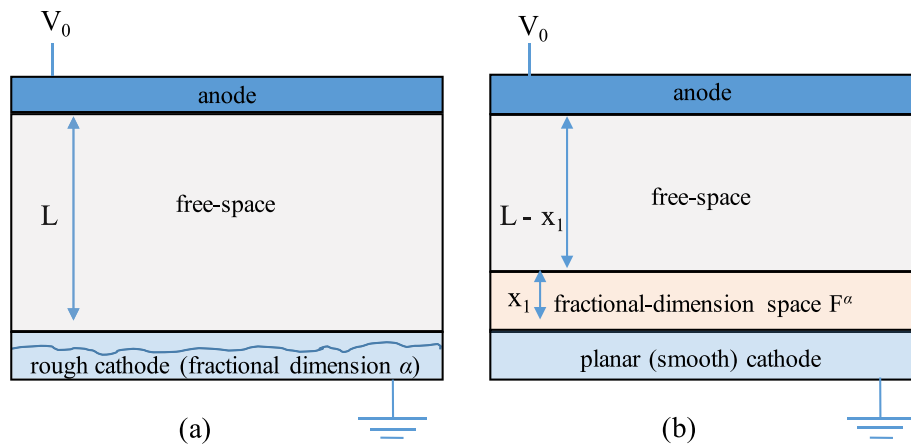 V₀
anode
L
free-space
rough cathode (fractional dimension α)
(a)
V₀
anode
free-space
L - x₁
x₁
fractional-dimension space Fᵅ
planar (smooth) cathode
(b)